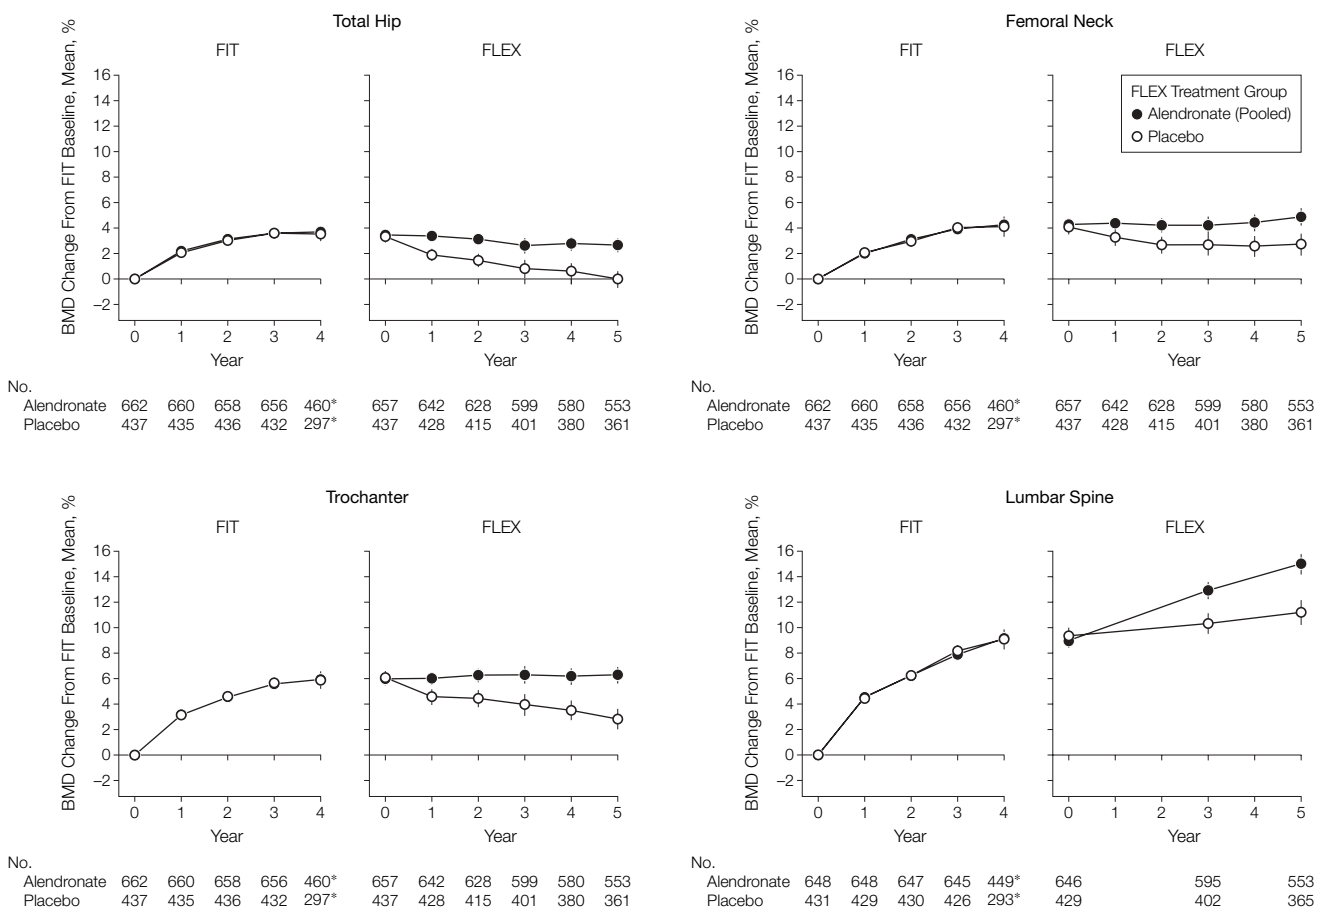 Total Hip
BMD Change From FIT Baseline, Mean, %
FIT
FLEX
16
14
12
10
8
6
4
2
0
–2
0 1 2 3 4
0 1 2 3 4 5
Year
Year
No.
Alendronate 662 660 658 656 460* 657 642 628 599 580 553
Placebo 437 435 436 432 297* 437 428 415 401 380 361
Femoral Neck
BMD Change From FIT Baseline, Mean, %
FIT
FLEX
16
14
12
10
8
6
4
2
0
–2
FLEX Treatment Group
Alendronate (Pooled)
Placebo
0 1 2 3 4
0 1 2 3 4 5
Year
Year
No.
Alendronate 662 660 658 656 460* 657 642 628 599 580 553
Placebo 437 435 436 432 297* 437 428 415 401 380 361
Trochanter
BMD Change From FIT Baseline, Mean, %
FIT
FLEX
16
14
12
10
8
6
4
2
0
–2
0 1 2 3 4
0 1 2 3 4 5
Year
Year
No.
Alendronate 662 660 658 656 460* 657 642 628 599 580 553
Placebo 437 435 436 432 297* 437 428 415 401 380 361
Lumbar Spine
BMD Change From FIT Baseline, Mean, %
FIT
FLEX
16
14
12
10
8
6
4
2
0
–2
0 1 2 3 4
0 1 2 3 4 5
Year
Year
No.
Alendronate 648 648 647 645 449* 646 595 553
Placebo 431 429 430 426 293* 429 402 365